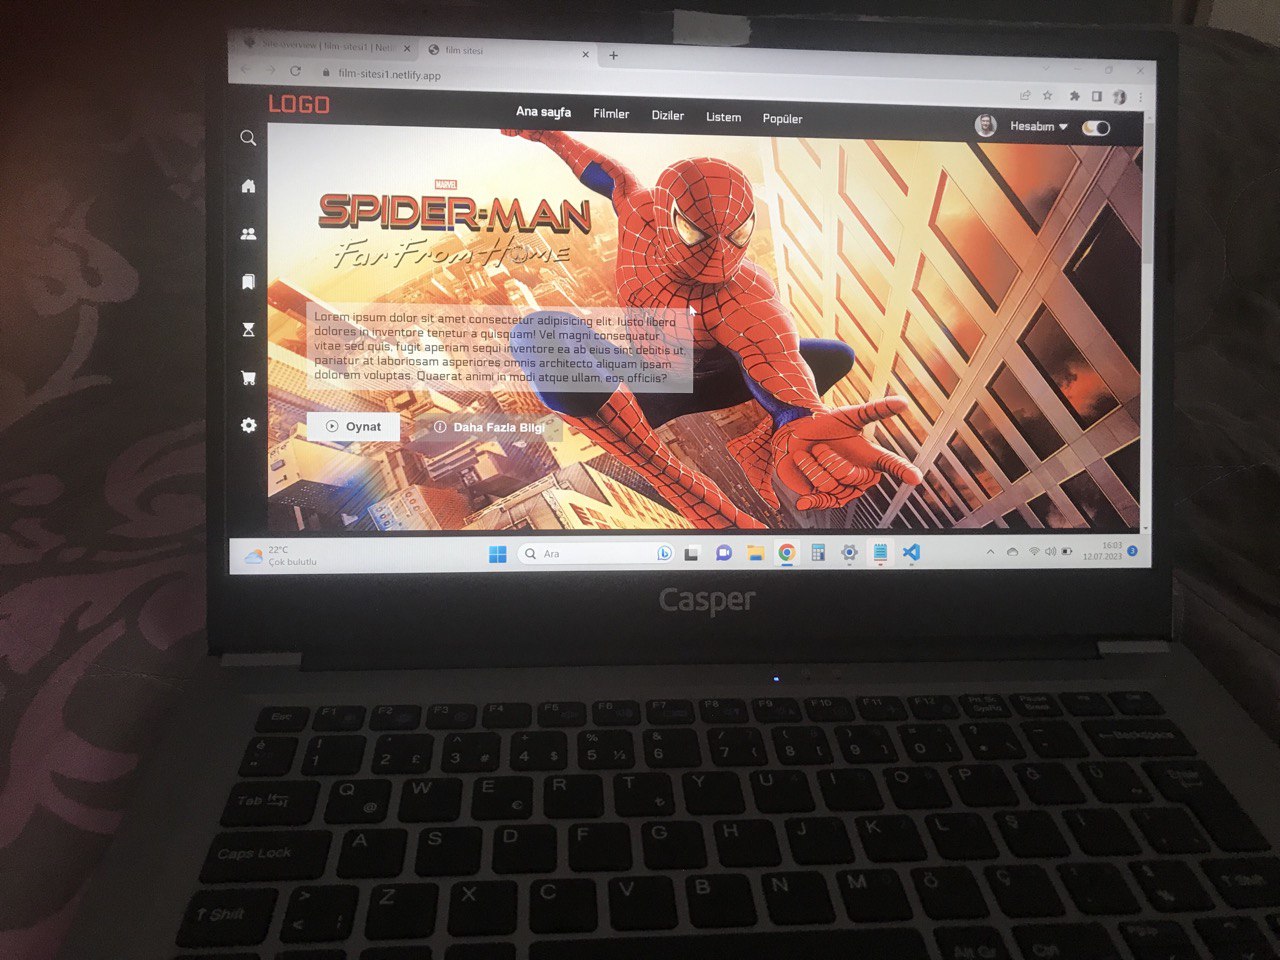 Site overview | film-sitesi1 | Netli
film sitesi
film-sitesi1.netlify.app
LOGO
Ana sayfa Filmler Diziler Listem Popüler
Hesabım
MARVEL
SPIDER-MAN
Far From Home
Lorem ipsum dolor sit amet consectetur adipisicing elit. Iusto libero
dolores in inventore tenetur a quisquam! Vel magni consequatur
vitae sed quis, fugit aperiam sequi inventore ea ab eius sint debitis ut
pariatur at laboriosam asperiores omnis architecto aliquam ipsam
dolorem voluptas. Quaerat animi in modi atque ullam, eos officiis?
Oynat
Daha Fazla Bilgi
22°C
Çok bulutlu
Ara
16:03
12.07.2023
3
Casper
Esc F1 F2 F3 F4 F5 F6 F7 F8 F9 F10 F11 F12 Prt Sc SysRq Pause Break
é ! ' ^ + % & / ( ) = ? -
" 1 2 £ 3 # 4 $ 5 ½ 6 7 { 8 [ 9 ] 0 } * \ Backspace
Tab Q @ W E € R T ₺ Y U I O P Ğ Ü Enter
Caps Lock A S D F G H J K L Ş
Shift > < Z X C V B N M Ö Ç Shift
Alt Gr Ctrl